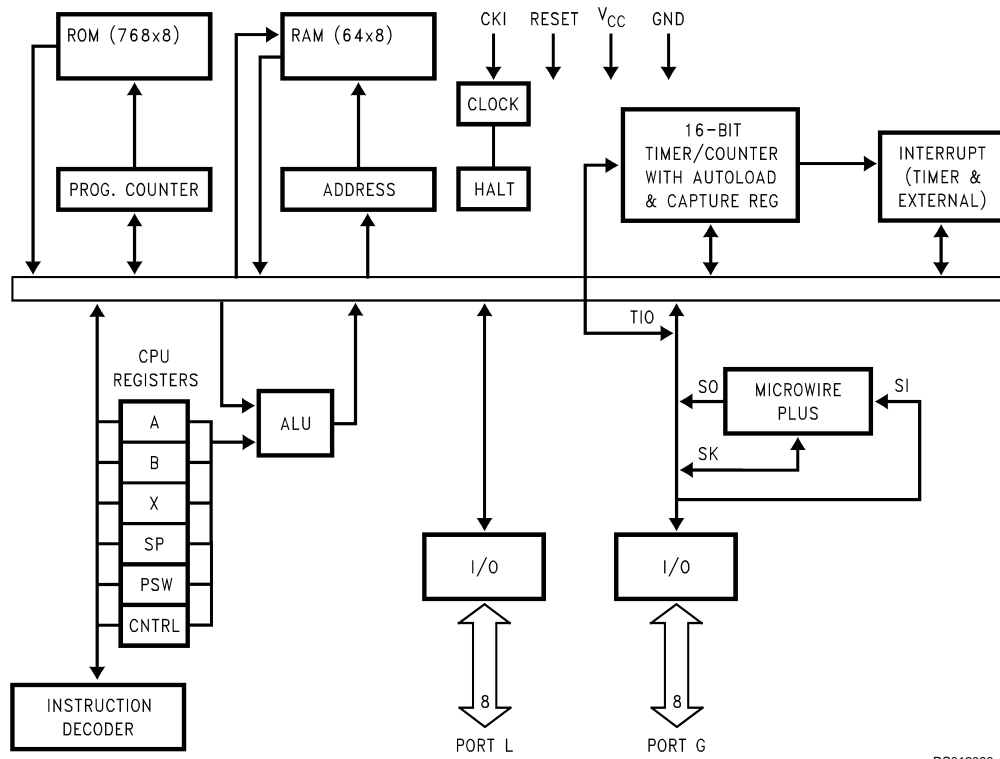 ROM (768x8)
RAM (64x8)
CKI
RESET
VCC
GND
CLOCK
16-BIT
TIMER/COUNTER
WITH AUTOLOAD
& CAPTURE REG
INTERRUPT
(TIMER &
EXTERNAL)
PROG. COUNTER
ADDRESS
HALT
TIO
CPU
REGISTERS
A
B
X
SP
PSW
CNTRL
ALU
SO
MICROWIRE
PLUS
SI
SK
I/O
I/O
8
8
INSTRUCTION
DECODER
PORT L
PORT G